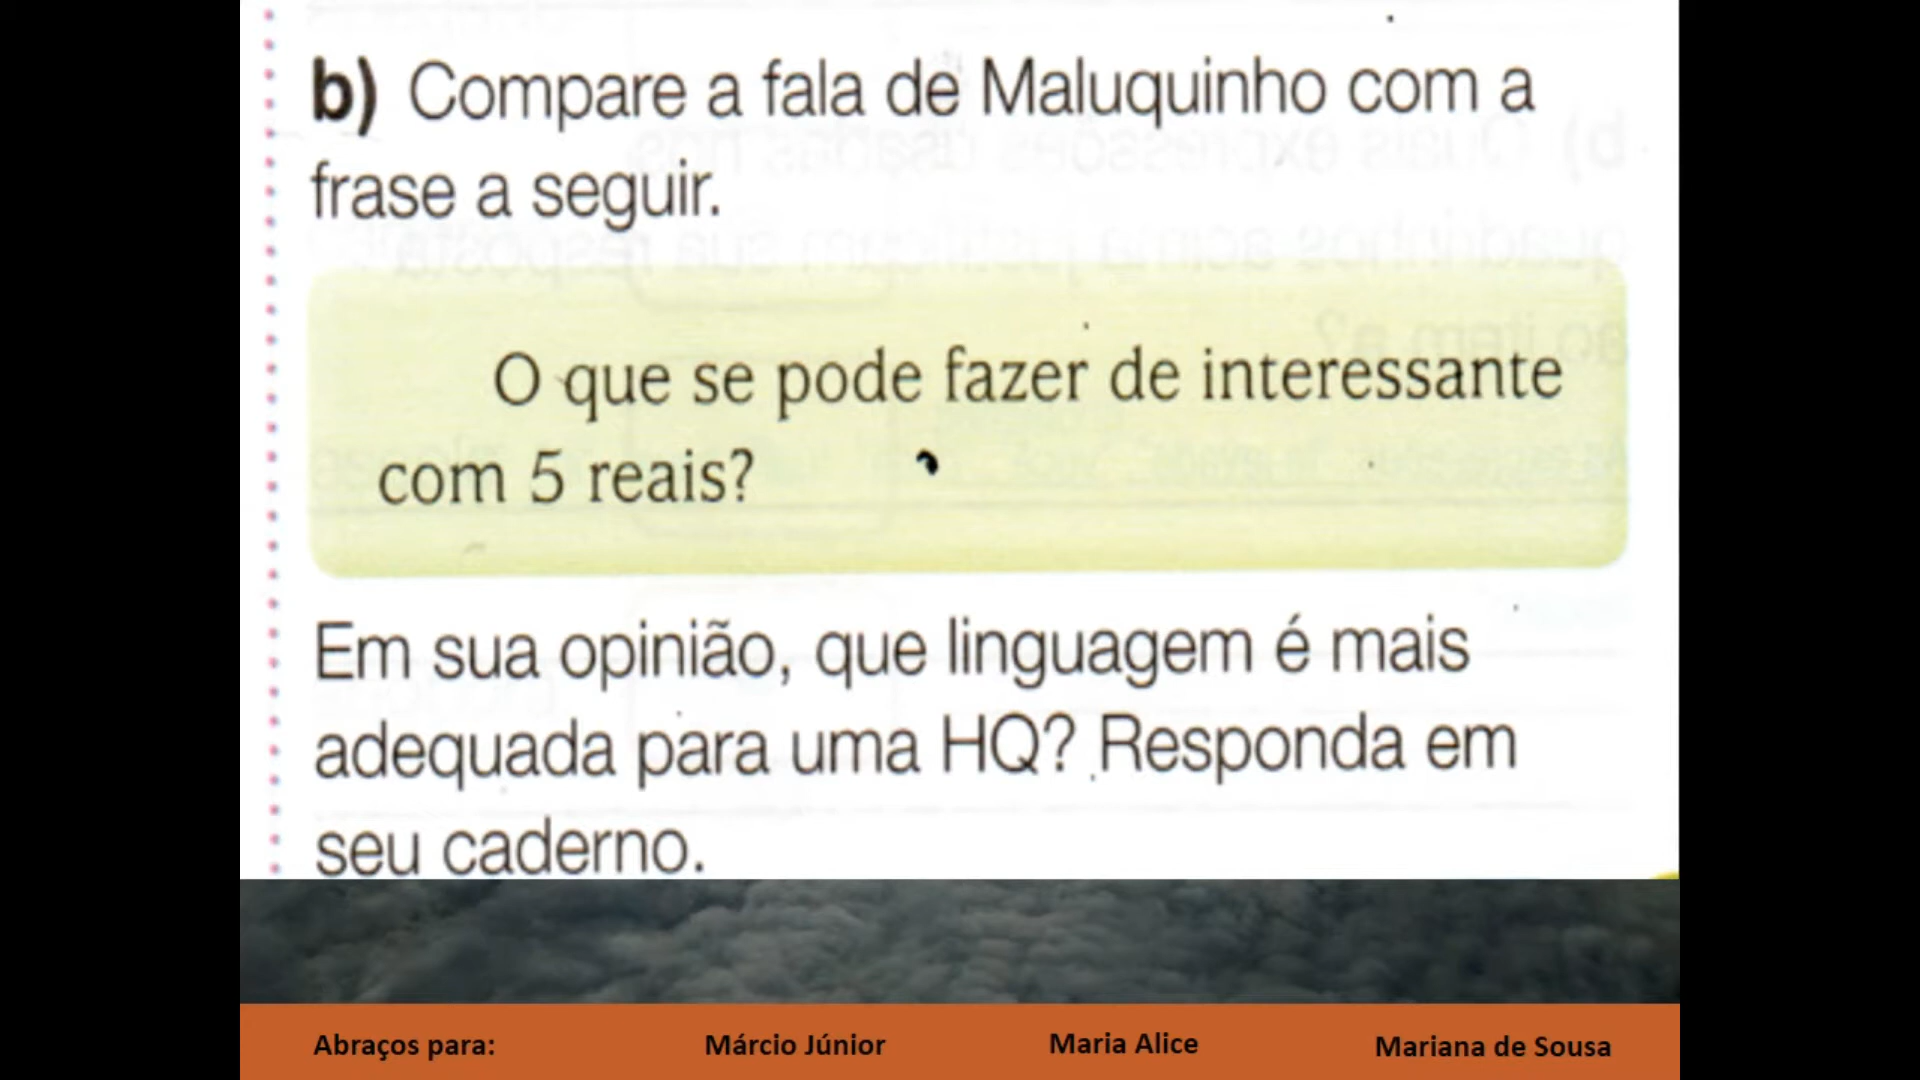 b) Compare a fala de Maluquinho com a
frase a seguir.
O que se pode fazer de interessante
com 5 reais?
Em sua opinião, que linguagem é mais
adequada para uma HQ? Responda em
seu caderno.
Abraços para: Márcio Júnior Maria Alice Mariana de Sousa